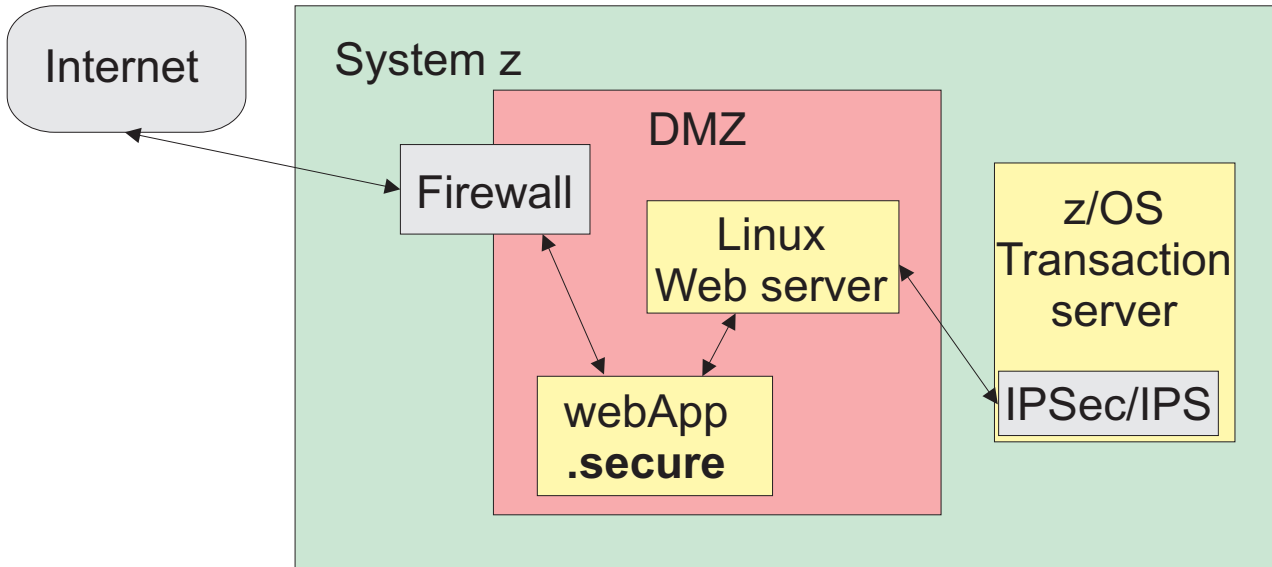 Internet
System z
DMZ
Firewall
Linux
Web server
z/OS
Transaction
server
IPSec/IPS
webApp
.secure